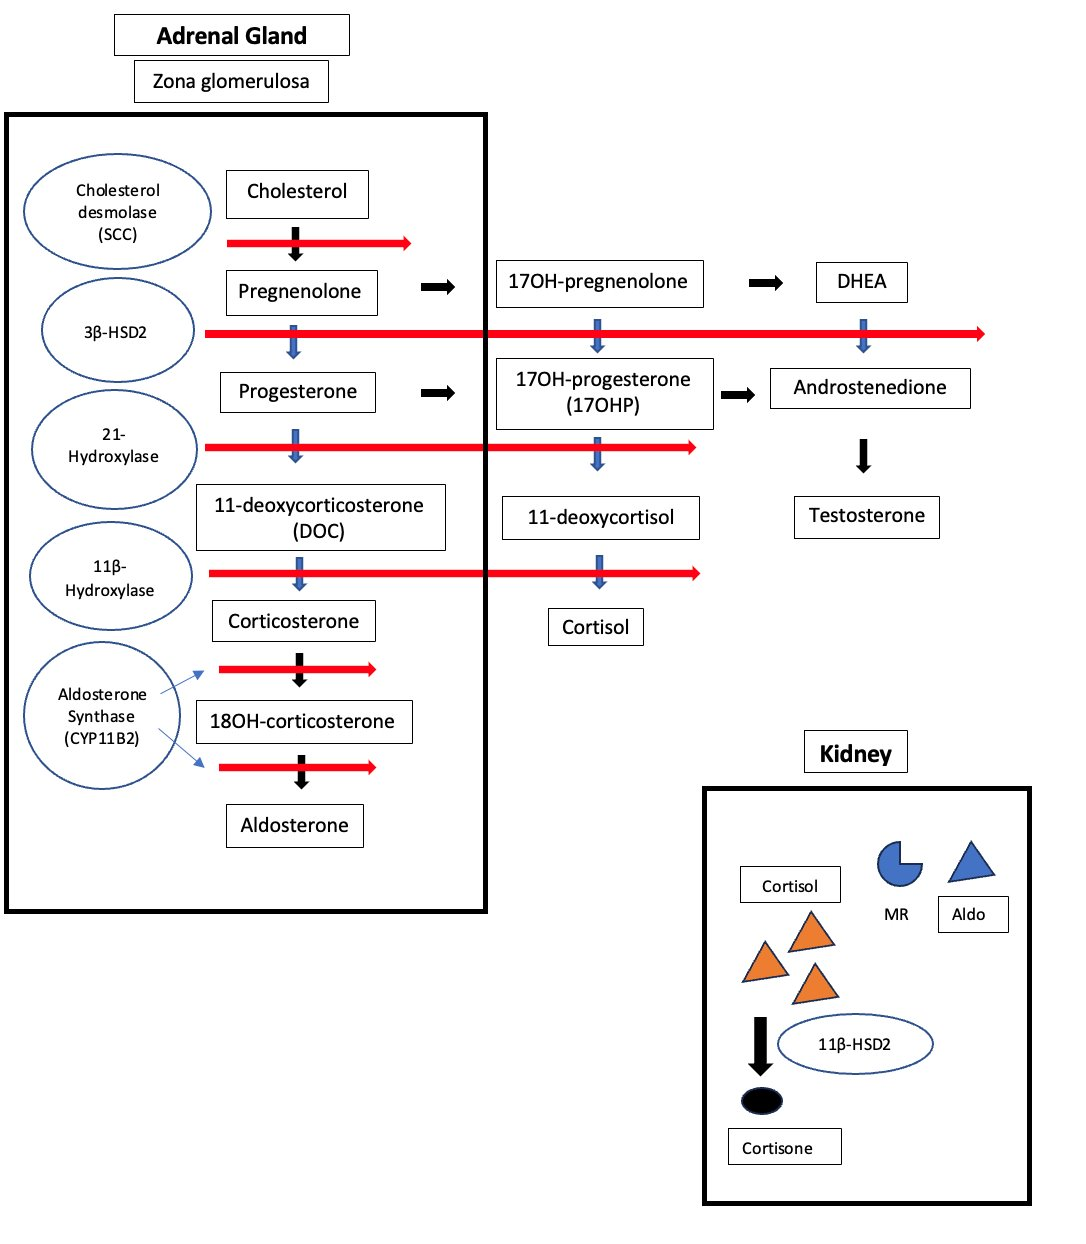 Adrenal Gland
Zona glomerulosa
Cholesterol
desmolase
(SCC)
Cholesterol
Pregnenolone
17OH-pregnenolone
DHEA
3β-HSD2
Progesterone
17OH-progesterone
(17OHP)
Androstenedione
21-
Hydroxylase
11-deoxycorticosterone
(DOC)
11-deoxycortisol
Testosterone
11β-
Hydroxylase
Corticosterone
Cortisol
Aldosterone
Synthase
(CYP11B2)
18OH-corticosterone
Aldosterone
Kidney
Cortisol
MR
Aldo
11β-HSD2
Cortisone